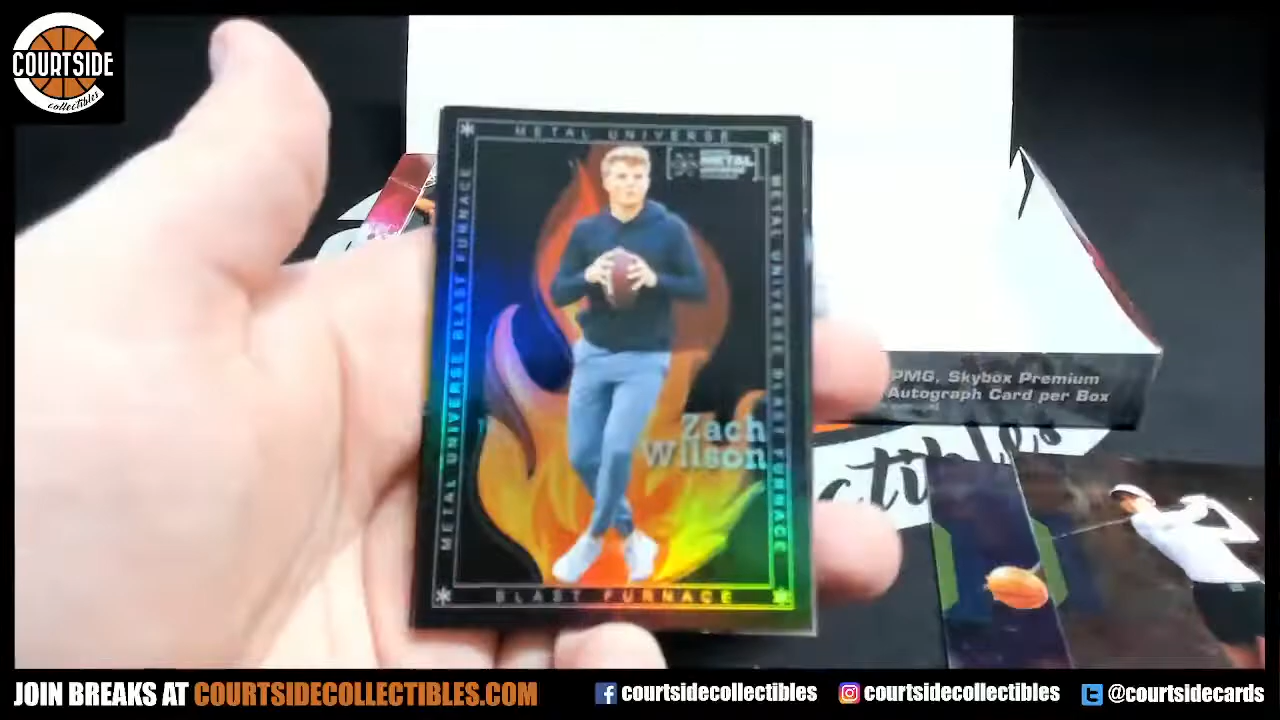 COURTSIDE
collectibles
METAL UNIVERSE
METAL
METAL UNIVERSE BLAST FURNACE
METAL UNIVERSE BLAST FURNACE
Zach
Wilson
BLAST FURNACE
PMG, Skybox Premium
Autograph Card per Box
ctibles
JOIN BREAKS AT COURTSIDECOLLECTIBLES.COM
courtsidecollectibles
courtsidecollectibles
@courtsidecards